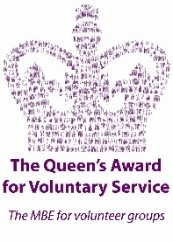 The Queen's Award
for Voluntary Service
The MBE for volunteer groups